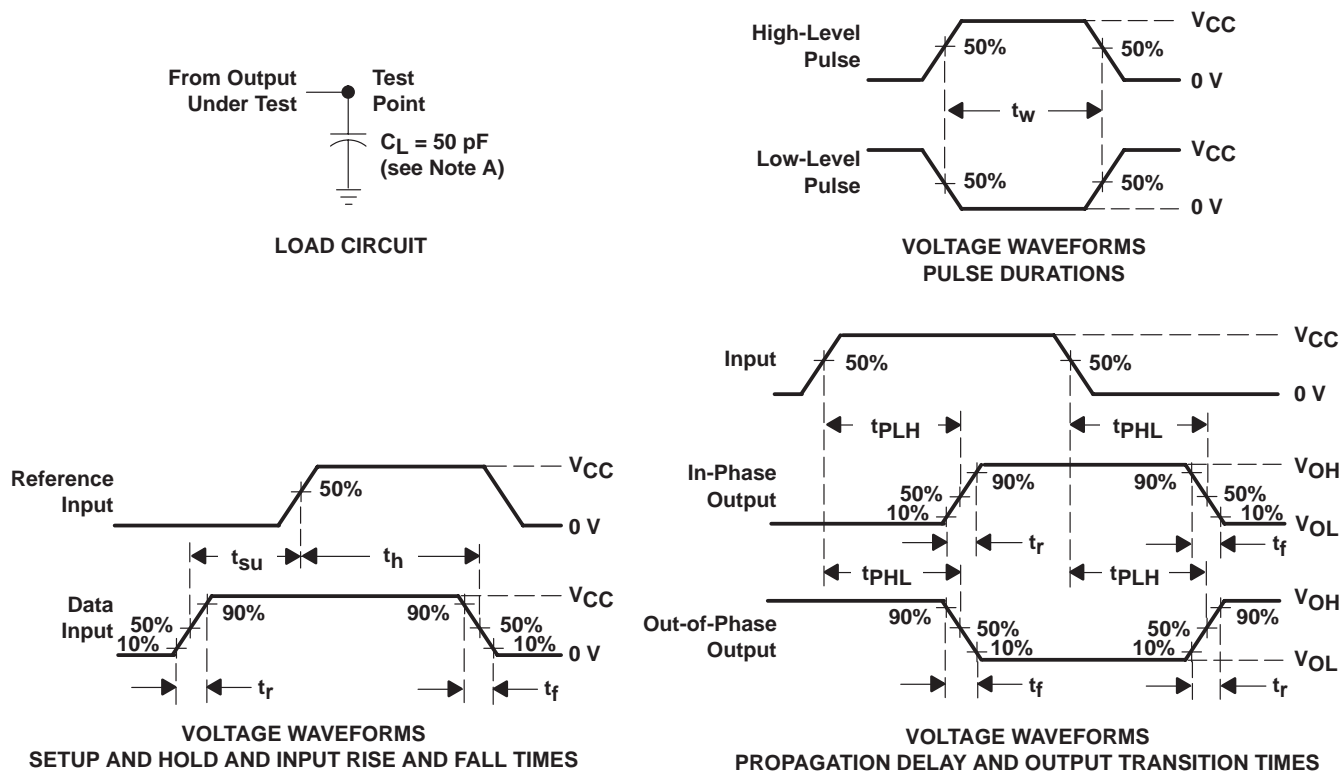 From Output
Under Test
Test
Point
CL = 50 pF
(see Note A)
LOAD CIRCUIT
High-Level
Pulse
50%
50%
VCC
0 V
tw
Low-Level
Pulse
50%
50%
VCC
0 V
VOLTAGE WAVEFORMS
PULSE DURATIONS
Reference
Input
50%
VCC
0 V
tsu
th
Data
Input
50%
10%
90%
90%
50%
10%
VCC
0 V
tr
tf
VOLTAGE WAVEFORMS
SETUP AND HOLD AND INPUT RISE AND FALL TIMES
Input
50%
50%
VCC
0 V
tPLH
tPHL
In-Phase
Output
50%
10%
90%
90%
50%
10%
VOH
VOL
tr
tf
tPHL
tPLH
Out-of-Phase
Output
90%
50%
10%
50%
10%
90%
VOH
VOL
tf
tr
VOLTAGE WAVEFORMS
PROPAGATION DELAY AND OUTPUT TRANSITION TIMES